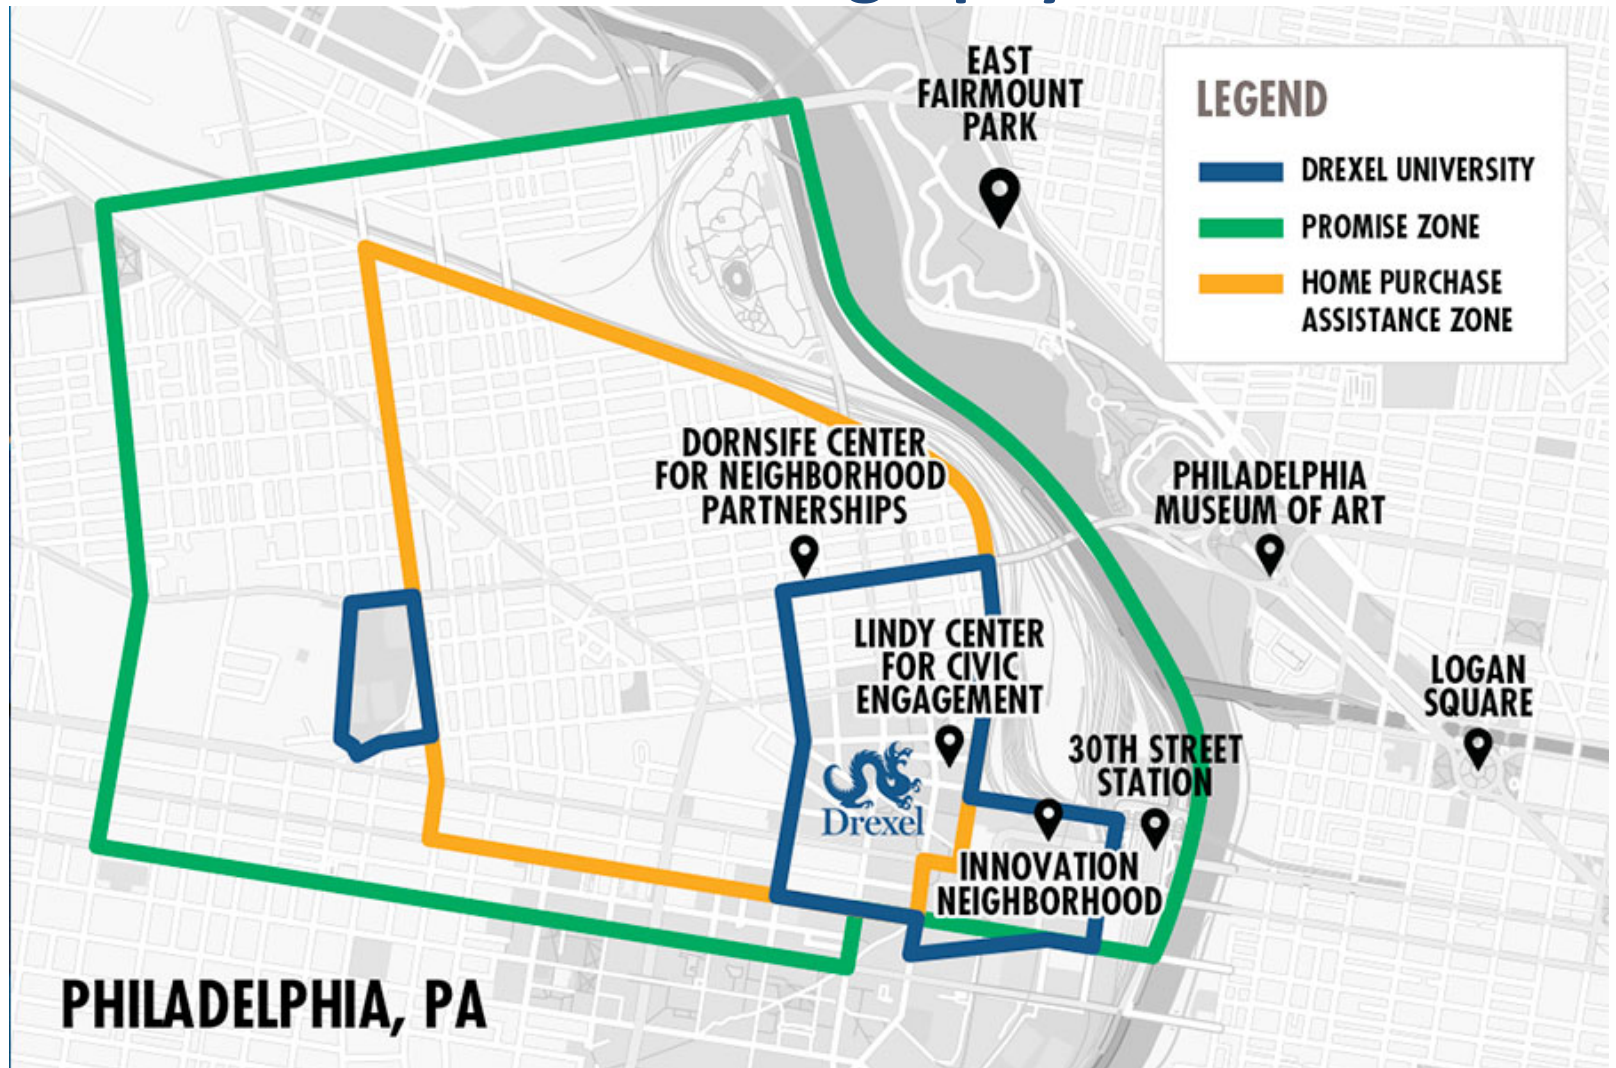 EAST
FAIRMOUNT
PARK
LEGEND
DREXEL UNIVERSITY
PROMISE ZONE
HOME PURCHASE
ASSISTANCE ZONE
DORNSIFE CENTER
FOR NEIGHBORHOOD
PARTNERSHIPS
PHILADELPHIA
MUSEUM OF ART
LINDY CENTER
FOR CIVIC
ENGAGEMENT
LOGAN
SQUARE
30TH STREET
STATION
Drexel
INNOVATION
NEIGHBORHOOD
PHILADELPHIA, PA